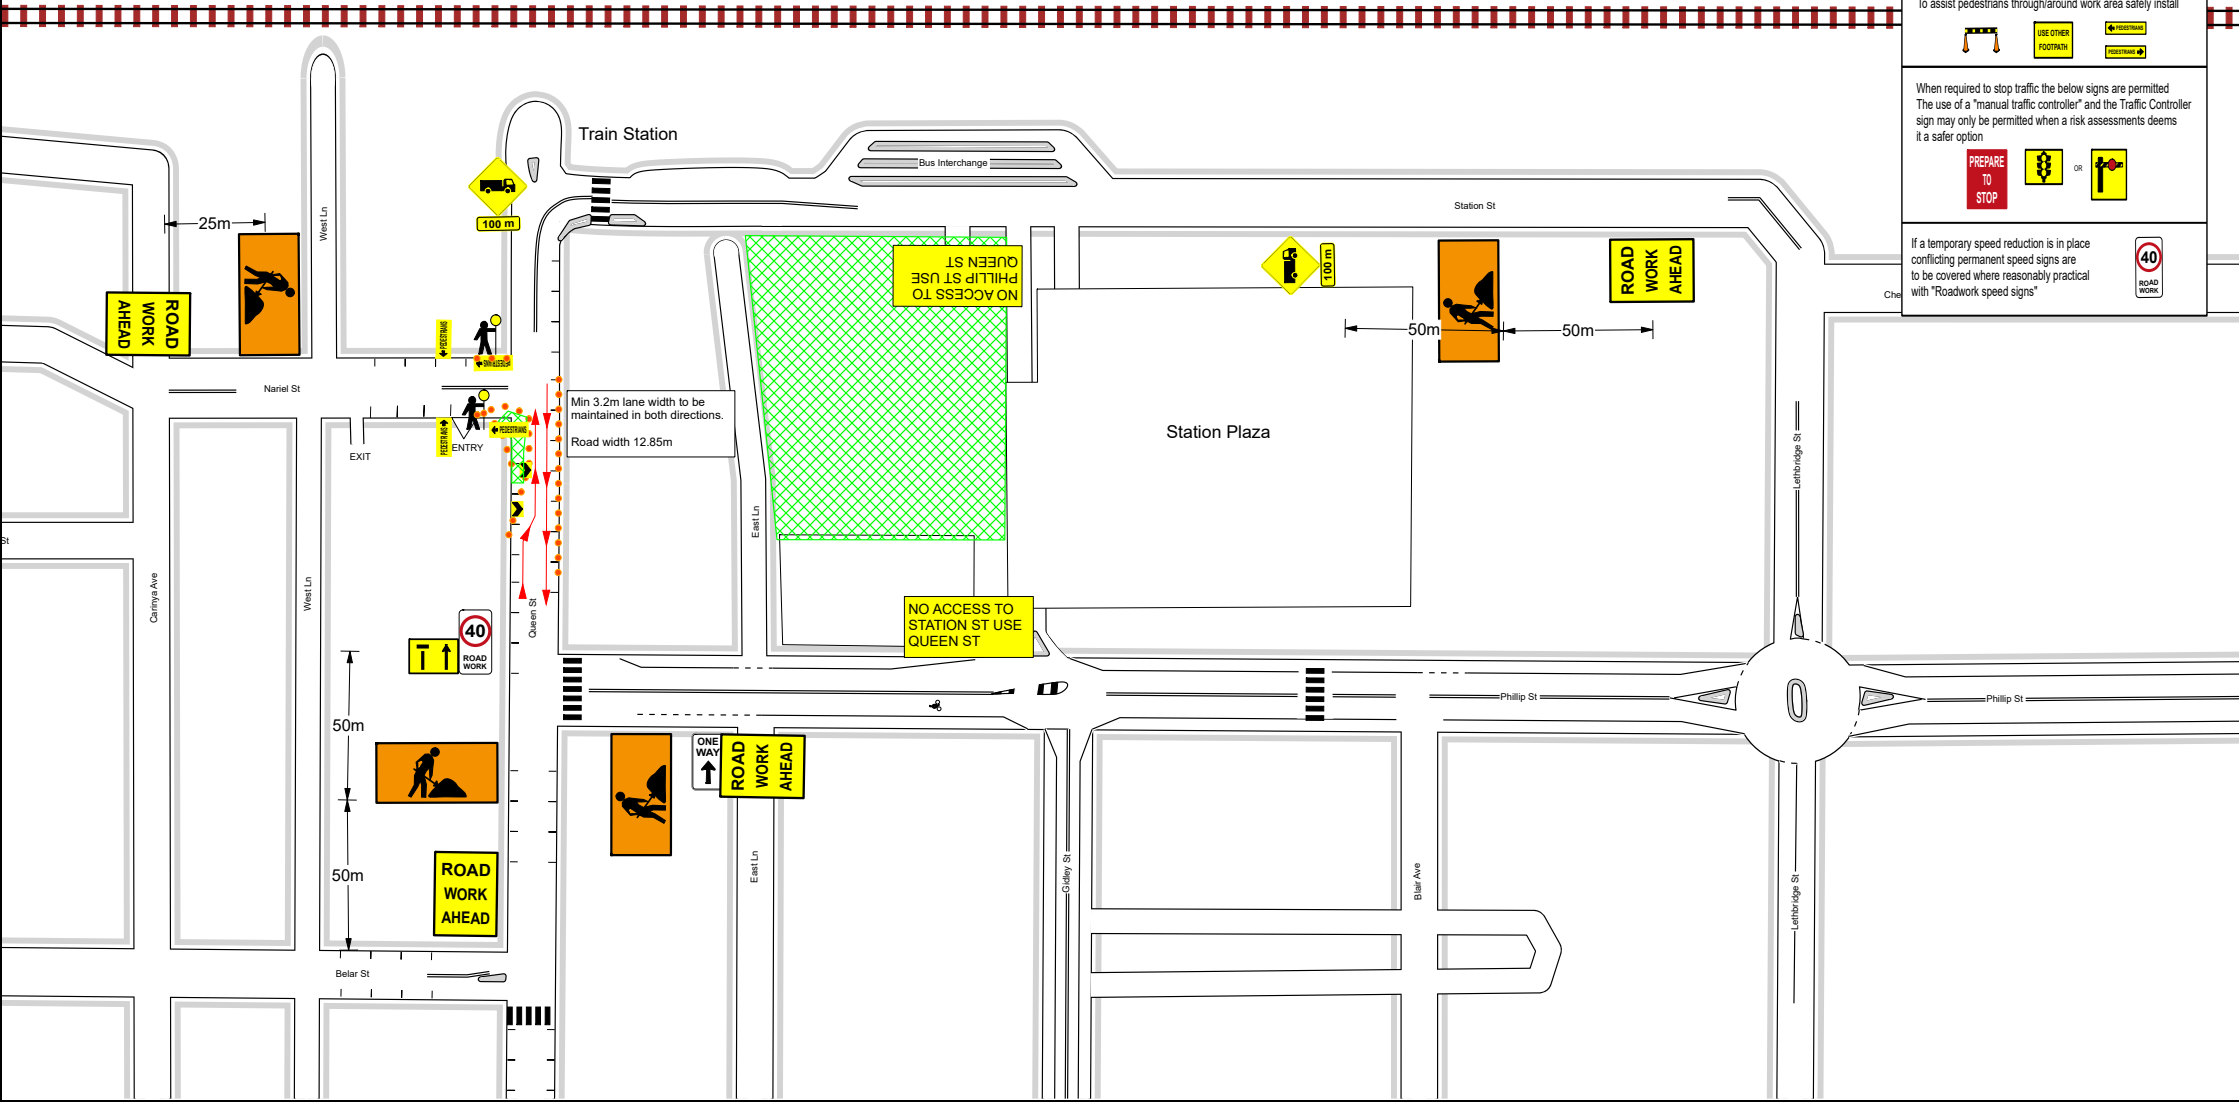 To assist pedestrians through/around work area safely install
USE OTHER
FOOTPATH
PEDESTRIANS
PEDESTRIANS
When required to stop traffic the below signs are permitted
The use of a "manual traffic controller" and the Traffic Controller
sign may only be permitted when a risk assessments deems
it a safer option
PREPARE
TO
STOP
OR
If a temporary speed reduction is in place
conflicting permanent speed signs are
to be covered where reasonably practical
with "Roadwork speed signs"
40
ROAD
WORK
Train Station
Bus Interchange
Station St
100 m
West Ln
25m
ROAD
WORK
AHEAD
NO ACCESS TO
PHILLIP ST USE
QUEEN ST
100 m
ROAD
WORK
AHEAD
50m
50m
Che
PEDESTRIANS
PEDESTRIANS
Nariel St
Min 3.2m lane width to be
maintained in both directions.
Road width 12.85m
Station Plaza
PEDESTRIANS
PEDESTRIANS
ENTRY
EXIT
Lethbridge St
East Ln
St
Carinya Ave
West Ln
Queen St
NO ACCESS TO
STATION ST USE
QUEEN ST
40
ROAD
WORK
50m
Phillip St
Phillip St
ONE
WAY
ROAD
WORK
AHEAD
50m
ROAD
WORK
AHEAD
East Ln
Gidley St
Blair Ave
Lethbridge St
Belar St